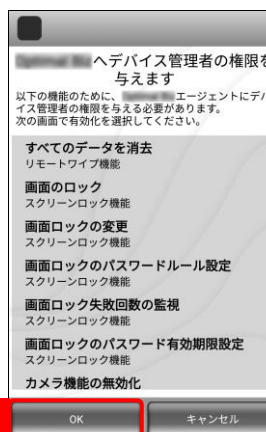 へデバイス管理者の権限を
与えます
以下の機能のために、 エージェントにデバ
イス管理者の権限を与える必要があります。
次の画面で有効化を選択してください。
すべてのデータを消去
リモートワイプ機能
画面のロック
スクリーンロック機能
画面ロックの変更
スクリーンロック機能
画面ロックのパスワードルール設定
スクリーンロック機能
画面ロック失敗回数の監視
スクリーンロック機能
画面ロックのパスワード有効期限設定
スクリーンロック機能
カメラ機能の無効化
OK
キャンセル